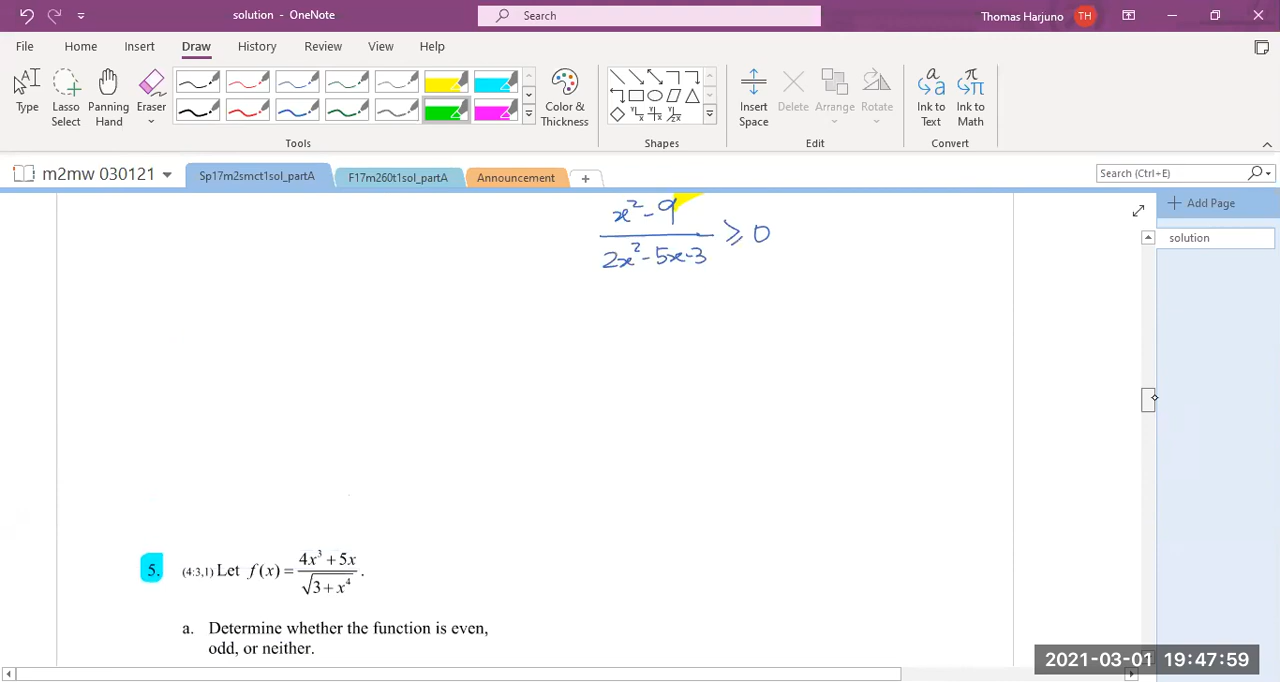 solution - OneNote
Search
Thomas Harjuno TH
File Home Insert Draw History Review View Help
Type
Lasso Select
Panning Hand
Eraser
Color & Thickness
Insert Space
Delete
Arrange
Rotate
Ink to Text
Ink to Math
Tools
Shapes
Edit
Convert
m2mw 030121
Sp17m2smct1sol_partA
F17m260t1sol_partA
Announcement
Search (Ctrl+E)
Add Page
solution
x² - 9
2x² - 5x - 3
⩾ 0
5. (4:3,1) Let f(x) = (4x³ + 5x) / √(3 + x⁴) .
a. Determine whether the function is even,
odd, or neither.
2021-03-01 19:47:59